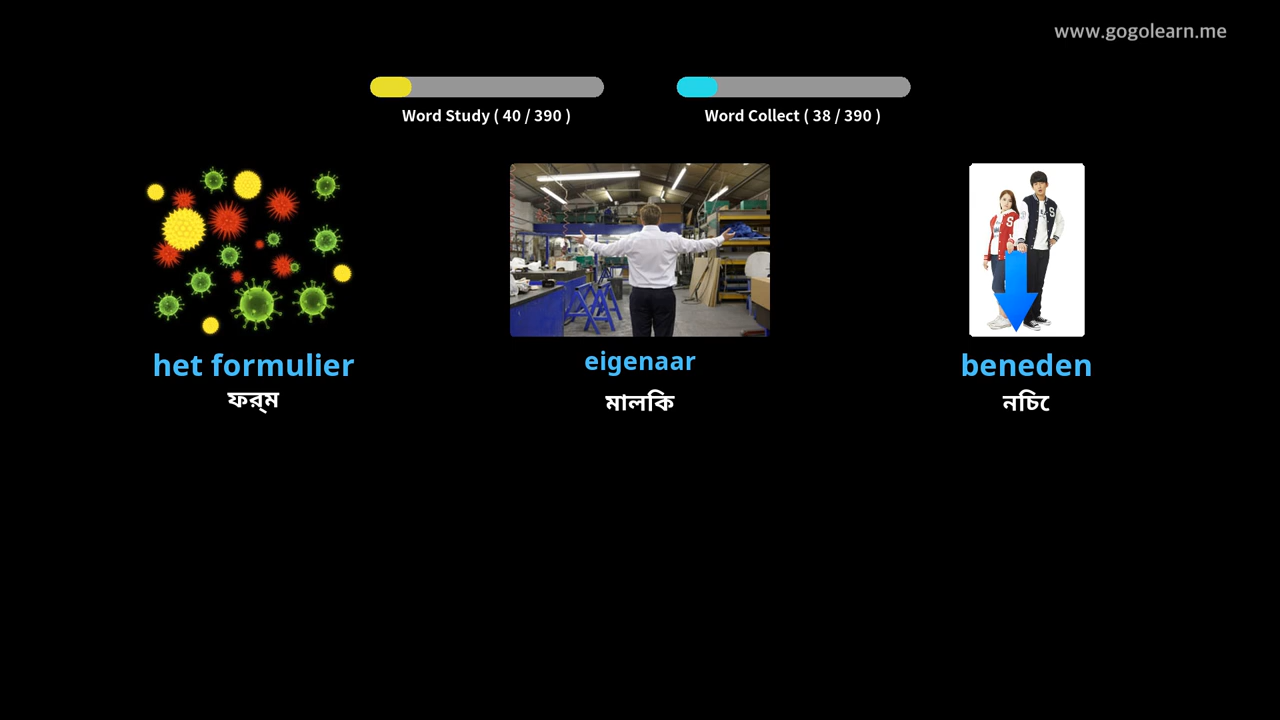 www.gogolearn.me
Word Study ( 40 / 390 )
Word Collect ( 38 / 390 )
het formulier
ফর্ম
eigenaar
মালকি
beneden
নচিে